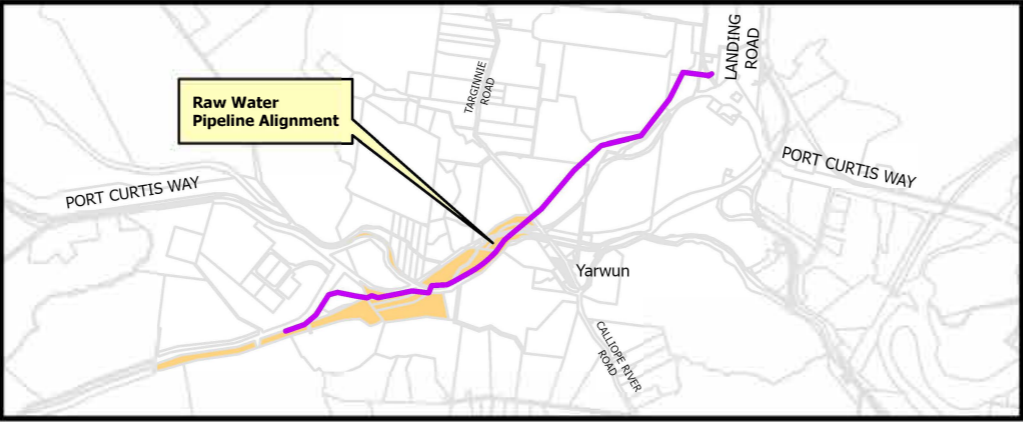 LANDING
ROAD
TARGINNIE
ROAD
Raw Water
Pipeline Alignment
PORT CURTIS WAY
PORT CURTIS WAY
Yarwun
CALLIOPE RIVER
ROAD